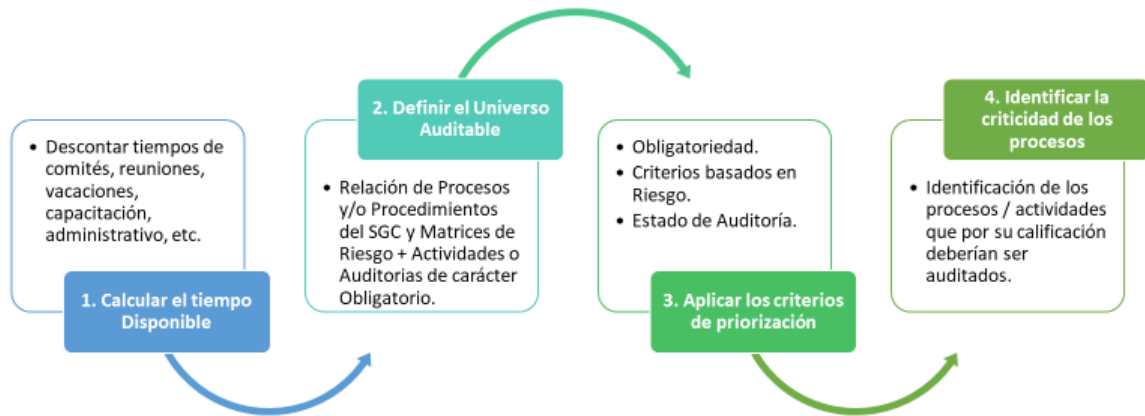 • Descontar tiempos de
comités, reuniones,
vacaciones,
capacitación,
administrativo, etc.
1. Calcular el tiempo
Disponible
2. Definir el Universo
Auditable
• Relación de Procesos
y/o Procedimientos
del SGC y Matrices de
Riesgo + Actividades o
Auditorias de carácter
Obligatorio.
• Obligatoriedad.
• Criterios basados en
Riesgo.
• Estado de Auditoría.
3. Aplicar los criterios
de priorización
4. Identificar la
criticidad de los
procesos
• Identificación de los
procesos / actividades
que por su calificación
deberían ser
auditados.